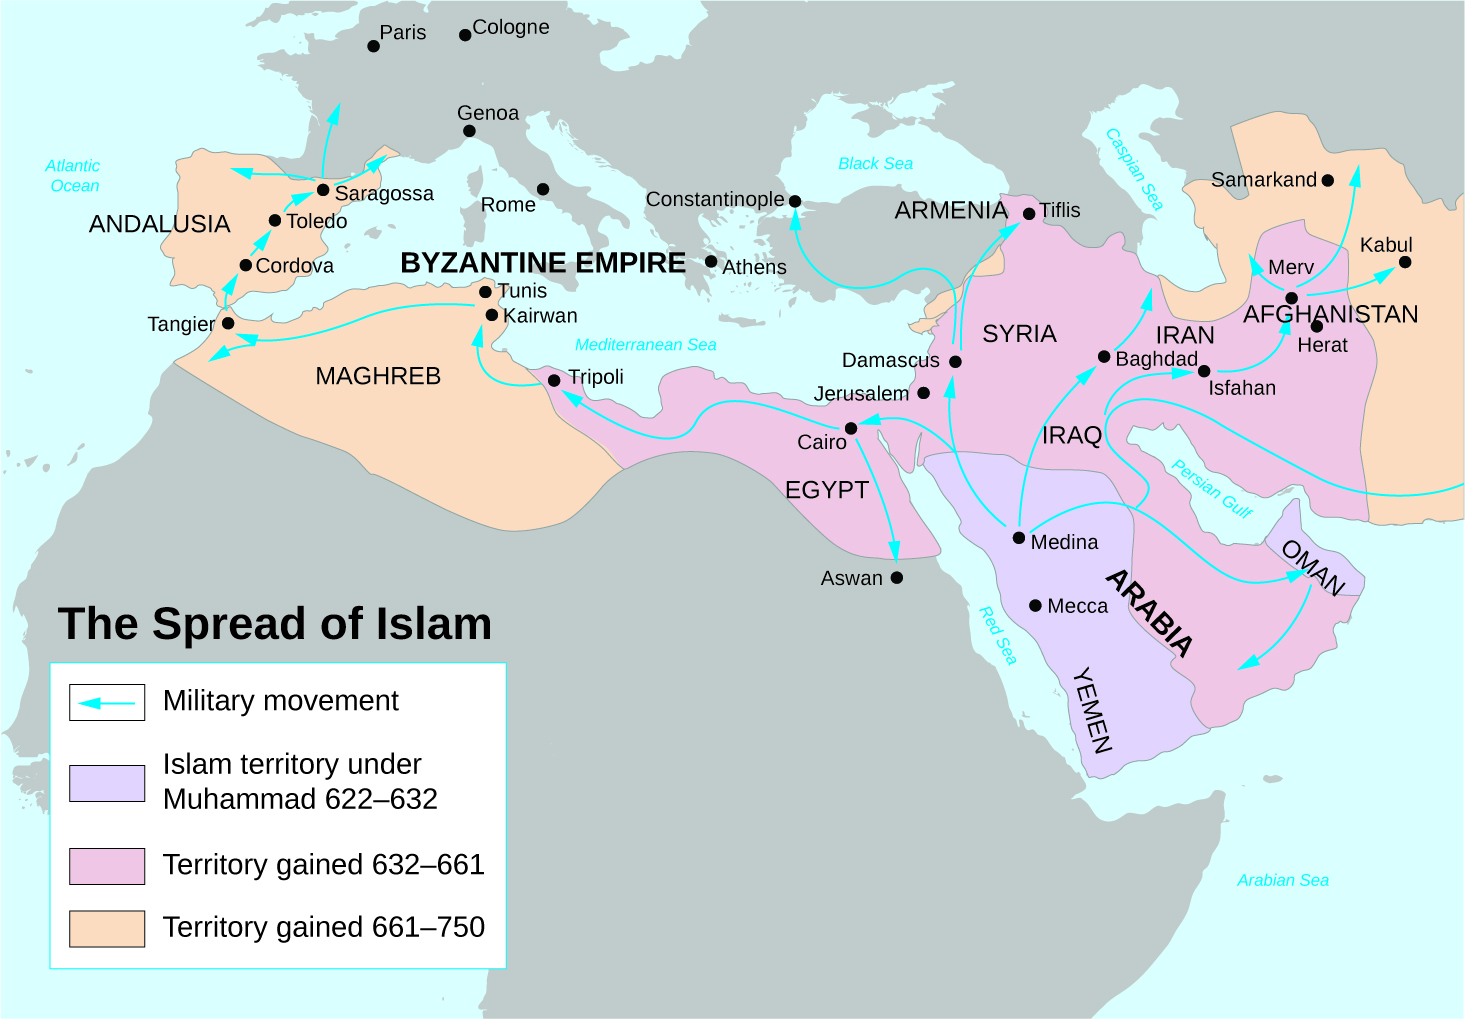 Paris
Cologne
Genoa
Atlantic
Ocean
Black Sea
Caspian Sea
Samarkand
Saragossa
Rome
Constantinople
ARMENIA
Tiflis
ANDALUSIA
Toledo
Kabul
Cordova
BYZANTINE EMPIRE
Athens
Merv
Tunis
Tangier
Kairwan
AFGHANISTAN
SYRIA
IRAN
Herat
Mediterranean Sea
Damascus
Baghdad
MAGHREB
Tripoli
Jerusalem
Isfahan
Cairo
IRAQ
EGYPT
Persian Gulf
Medina
OMAN
Aswan
Mecca
ARABIA
Red Sea
YEMEN
Arabian Sea
The Spread of Islam
Military movement
Islam territory under
Muhammad 622–632
Territory gained 632–661
Territory gained 661–750